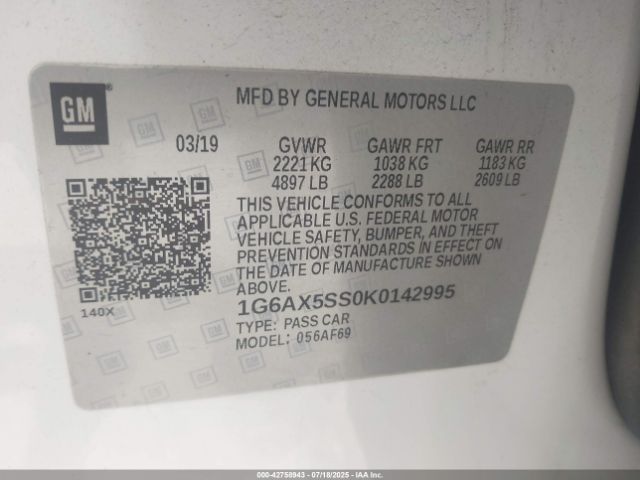 GM
MFD BY GENERAL MOTORS LLC
03/19 GVWR GAWR FRT GAWR RR
2221 KG 1038 KG 1183 KG
4897 LB 2288 LB 2609 LB
THIS VEHICLE CONFORMS TO ALL
APPLICABLE U.S. FEDERAL MOTOR
VEHICLE SAFETY, BUMPER, AND THEFT
PREVENTION STANDARDS IN EFFECT ON
THE DATE OF MANUFACTURE SHOWN
ABOVE.
140X
1G6AX5SS0K0142995
TYPE: PASS CAR
MODEL: 056AF69
000-42758943 - 07/18/2025 - IAAI.COM